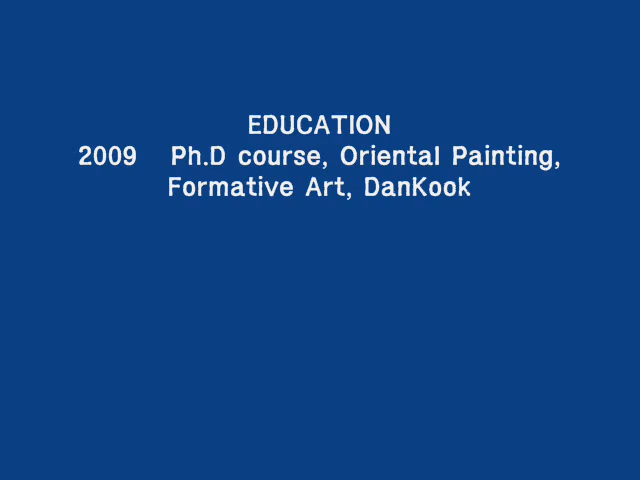 EDUCATION
2009 Ph.D course, Oriental Painting,
Formative Art, DanKook